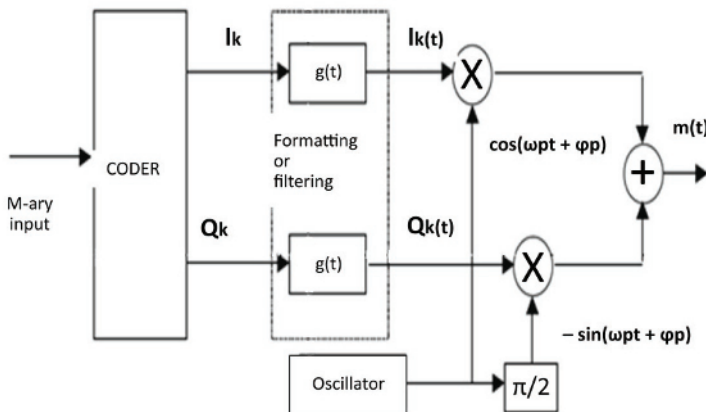 Ik
Ik(t)
g(t)
X
m(t)
Formatting
or
filtering
cos(ωpt + φp)
CODER
+
M-ary
input
Qk
Qk(t)
g(t)
X
– sin(ωpt + φp)
Oscillator
π/2